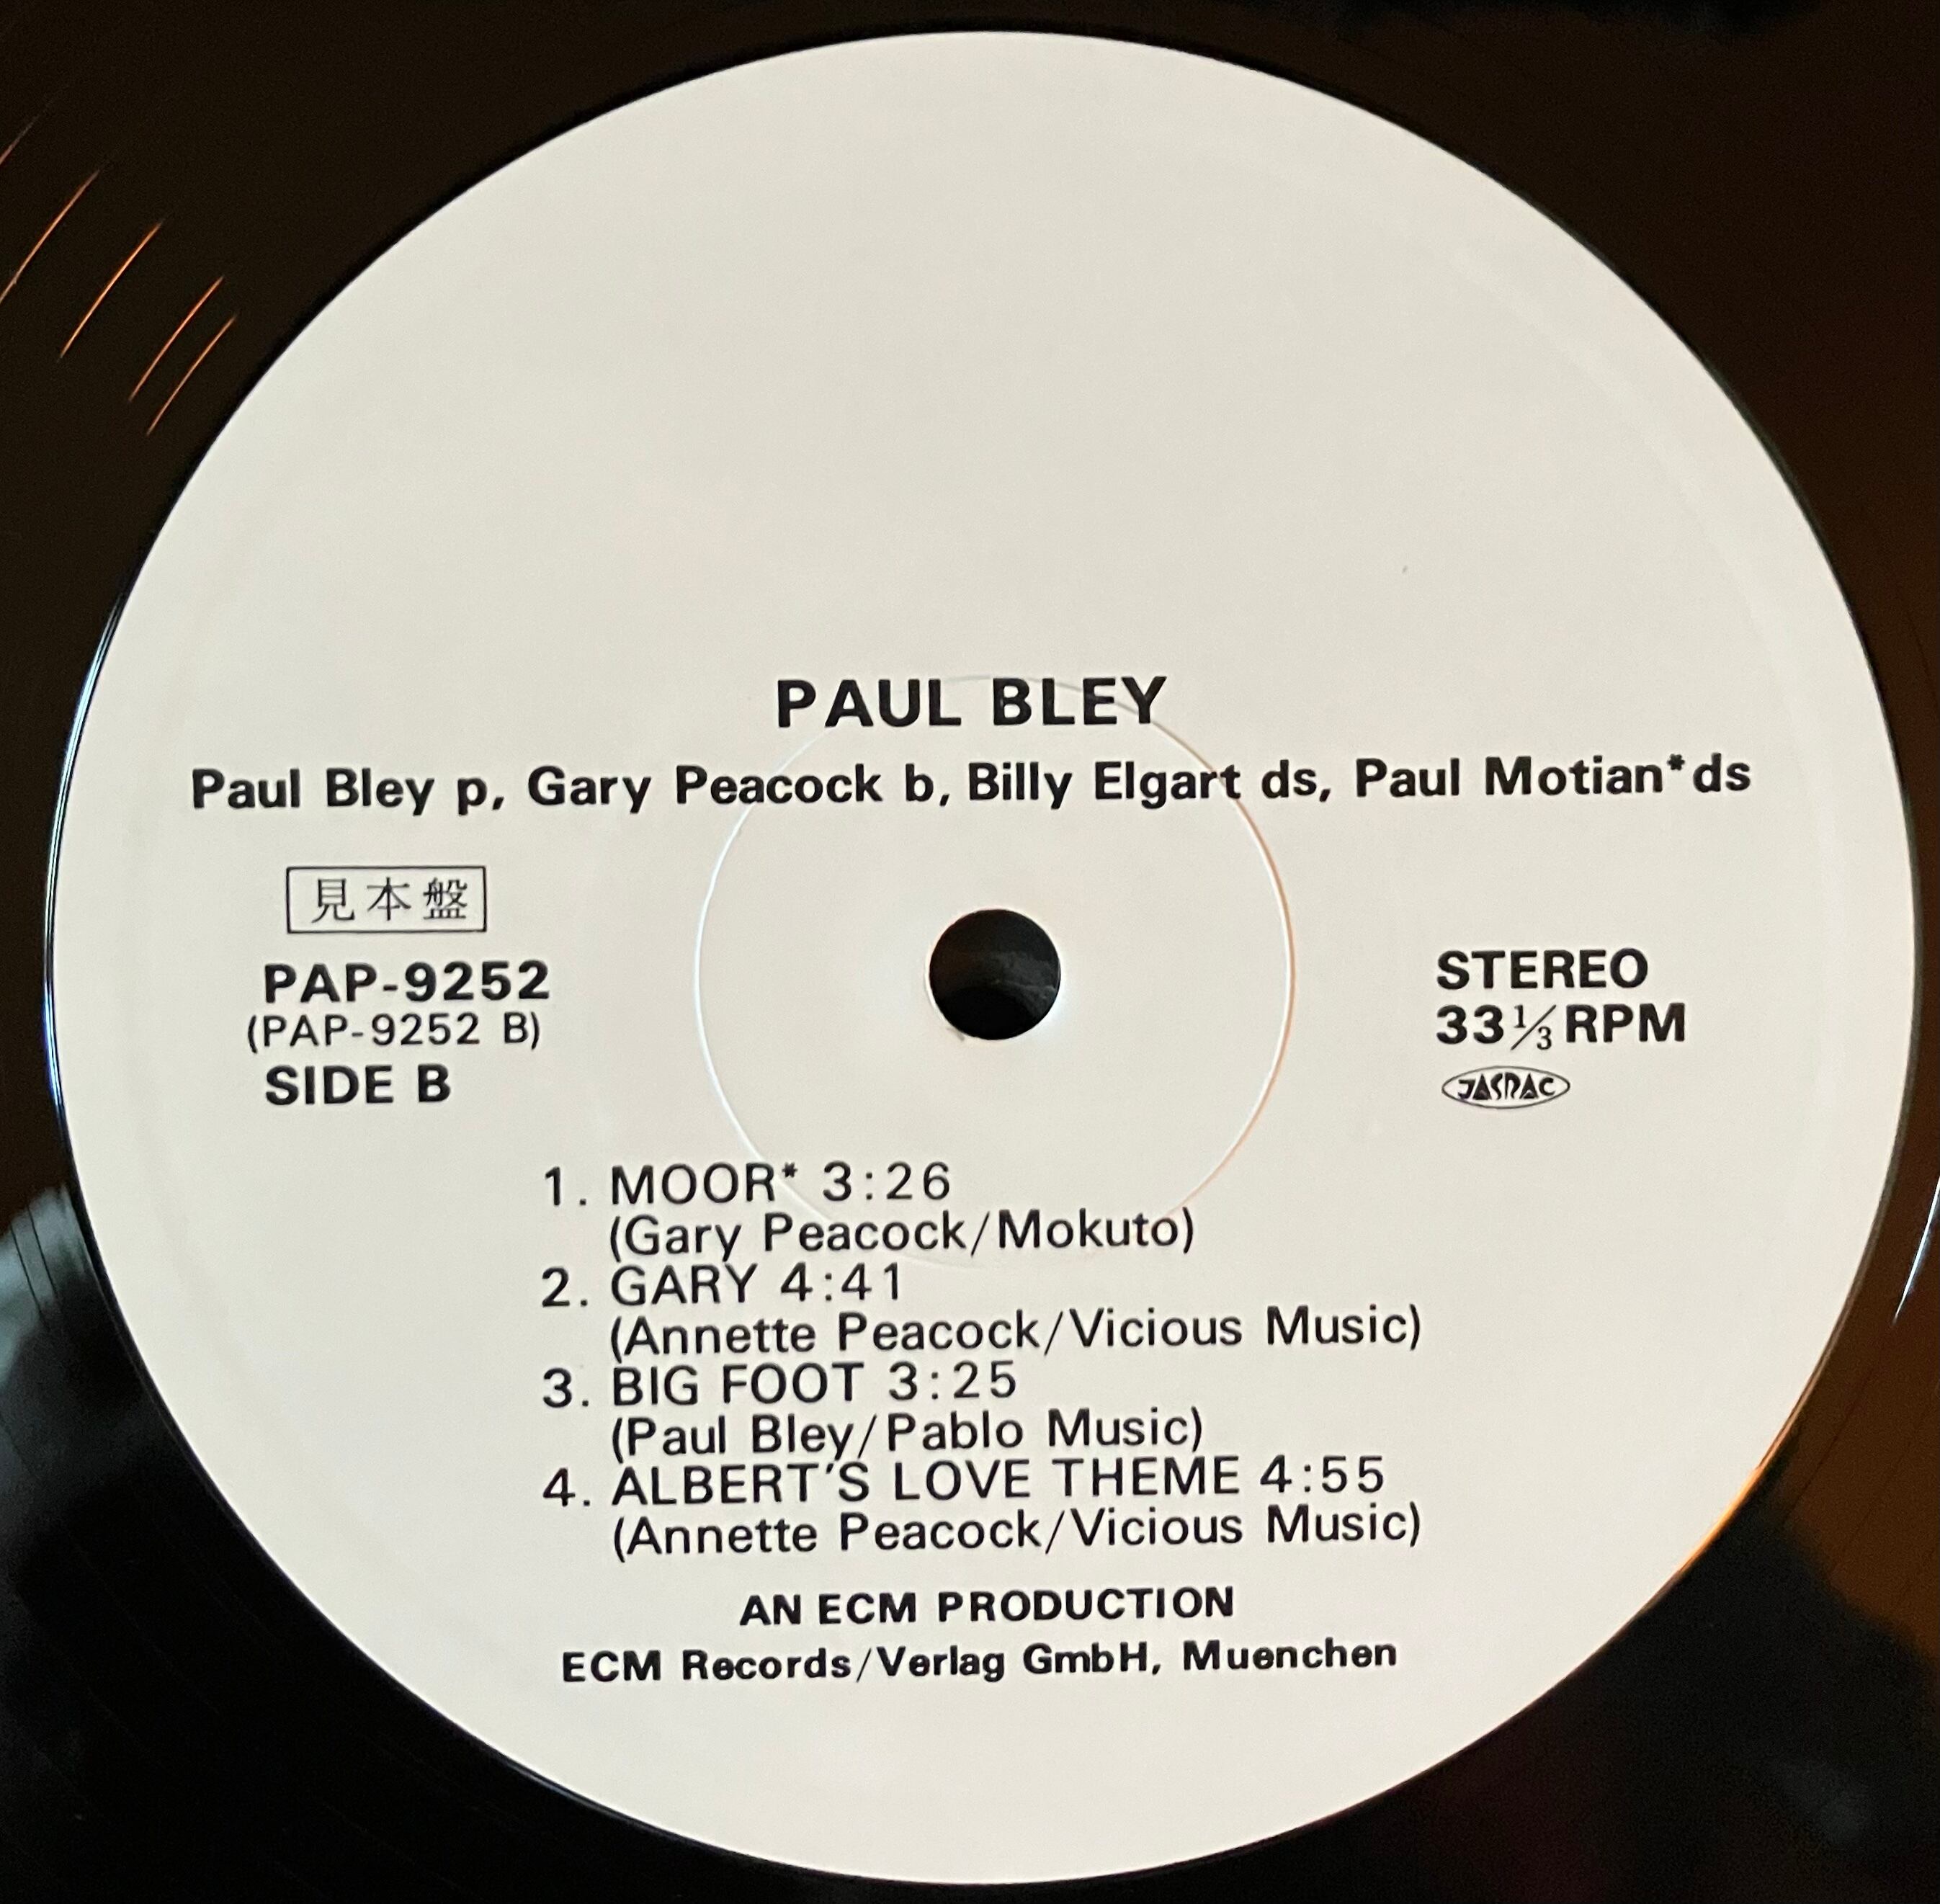 PAUL BLEY
Paul Bley p, Gary Peacock b, Billy Elgart ds, Paul Motian* ds
見本盤
PAP-9252
(PAP-9252 B)
SIDE B
STEREO
33 1/3 RPM
JASRAC
1. MOOR* 3:26
(Gary Peacock/Mokuto)
2. GARY 4:41
(Annette Peacock/Vicious Music)
3. BIG FOOT 3:25
(Paul Bley/Pablo Music)
4. ALBERT'S LOVE THEME 4:55
(Annette Peacock/Vicious Music)
AN ECM PRODUCTION
ECM Records/Verlag GmbH, Muenchen